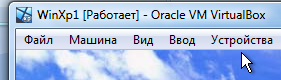 WinXp1 [Работает] - Oracle VM VirtualBox
Файл Машина Вид Ввод Устройства